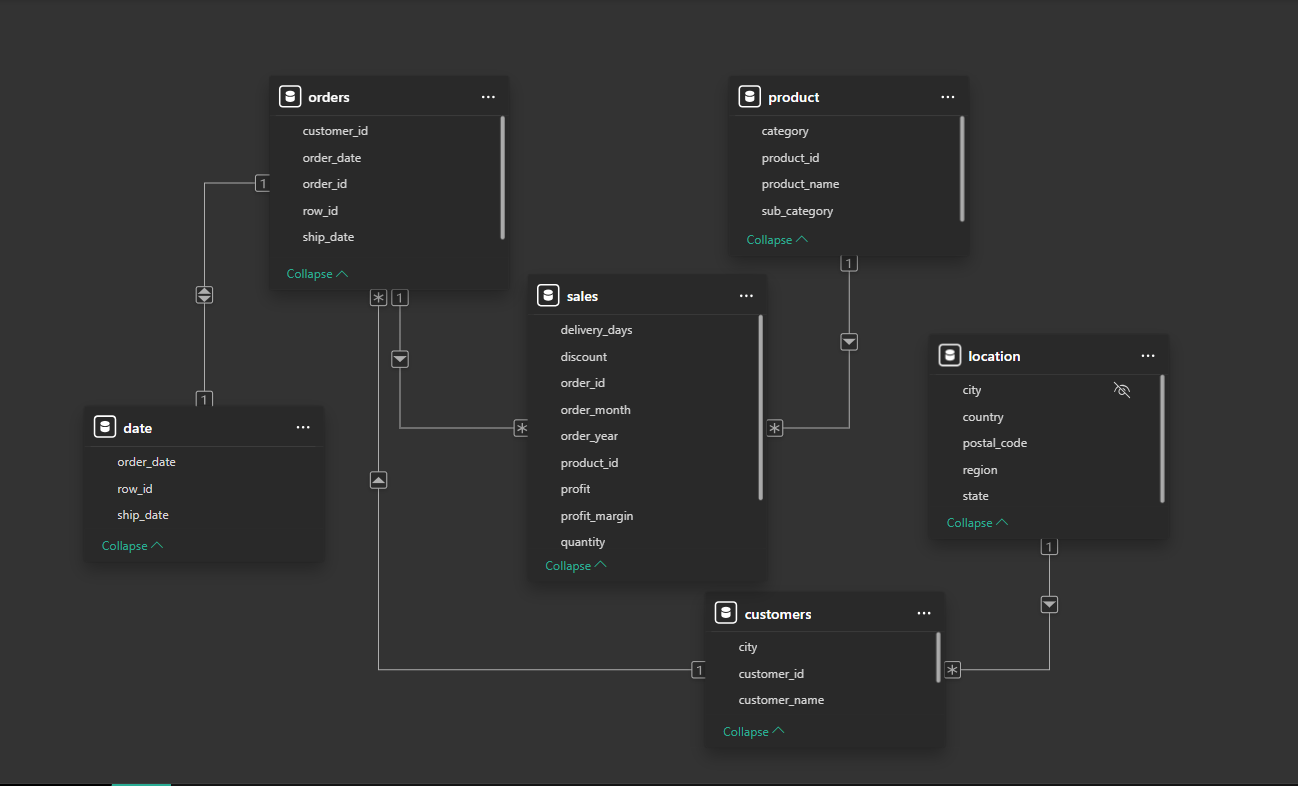 orders
customer_id
order_date
order_id
row_id
ship_date
Collapse
product
category
product_id
product_name
sub_category
Collapse
1
1
*
1
1
sales
delivery_days
discount
order_id
order_month
order_year
product_id
profit
profit_margin
quantity
Collapse
*
*
location
city
country
postal_code
region
state
Collapse
1
date
order_date
row_id
ship_date
Collapse
customers
city
customer_id
customer_name
Collapse
1
*